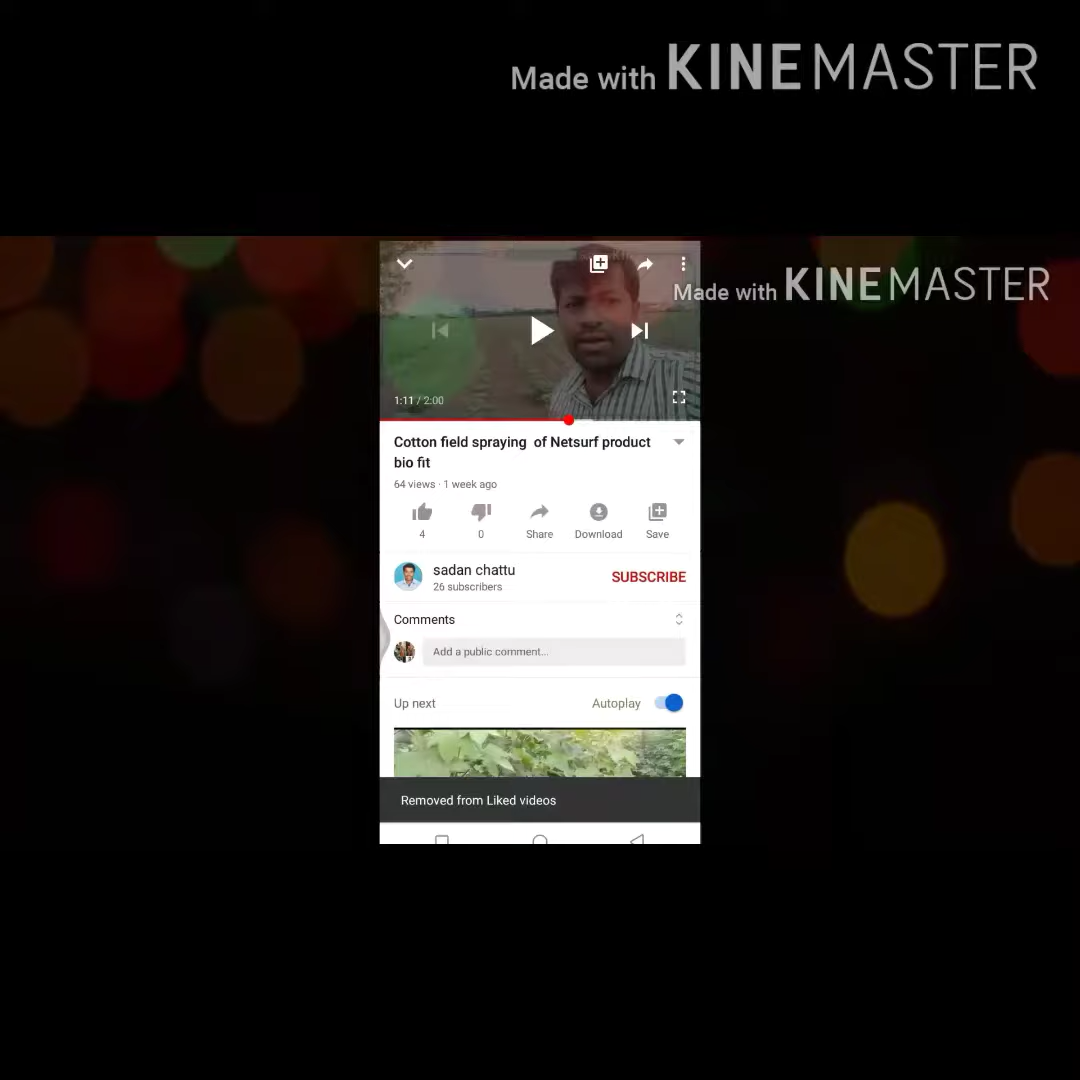 Made with KINEMASTER
Made with KINEMASTER
1:11 / 2:00
Cotton field spraying of Netsurf product
bio fit
64 views · 1 week ago
4 0 Share Download Save
sadan chattu
26 subscribers
SUBSCRIBE
Comments
Add a public comment...
Up next Autoplay
Removed from Liked videos